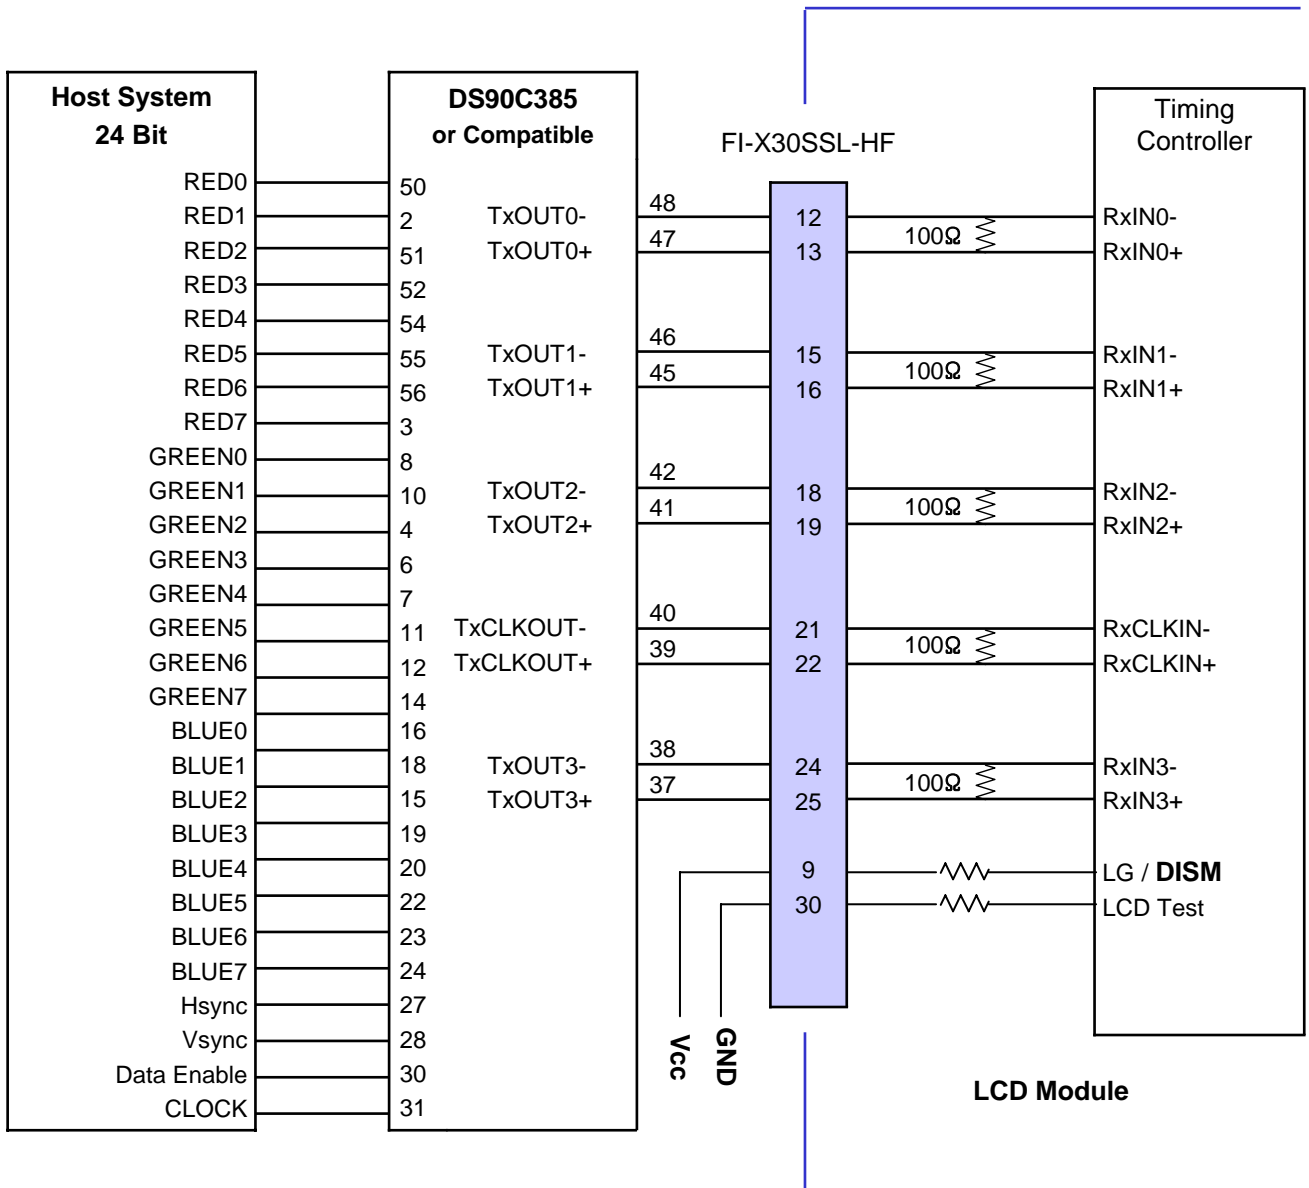 Host System
24 Bit
RED0
RED1
RED2
RED3
RED4
RED5
RED6
RED7
GREEN0
GREEN1
GREEN2
GREEN3
GREEN4
GREEN5
GREEN6
GREEN7
BLUE0
BLUE1
BLUE2
BLUE3
BLUE4
BLUE5
BLUE6
BLUE7
Hsync
Vsync
Data Enable
CLOCK
DS90C385
or Compatible
50
2
51
52
54
55
56
3
8
10
4
6
7
11
12
14
16
18
15
19
20
22
23
24
27
28
30
31
TxOUT0-
TxOUT0+
TxOUT1-
TxOUT1+
TxOUT2-
TxOUT2+
TxCLKOUT-
TxCLKOUT+
TxOUT3-
TxOUT3+
48
47
46
45
42
41
40
39
38
37
Vcc
GND
FI-X30SSL-HF
12
13
15
16
18
19
21
22
24
25
9
30
100Ω
100Ω
100Ω
100Ω
100Ω
Timing
Controller
RxIN0-
RxIN0+
RxIN1-
RxIN1+
RxIN2-
RxIN2+
RxCLKIN-
RxCLKIN+
RxIN3-
RxIN3+
LG / DISM
LCD Test
LCD Module